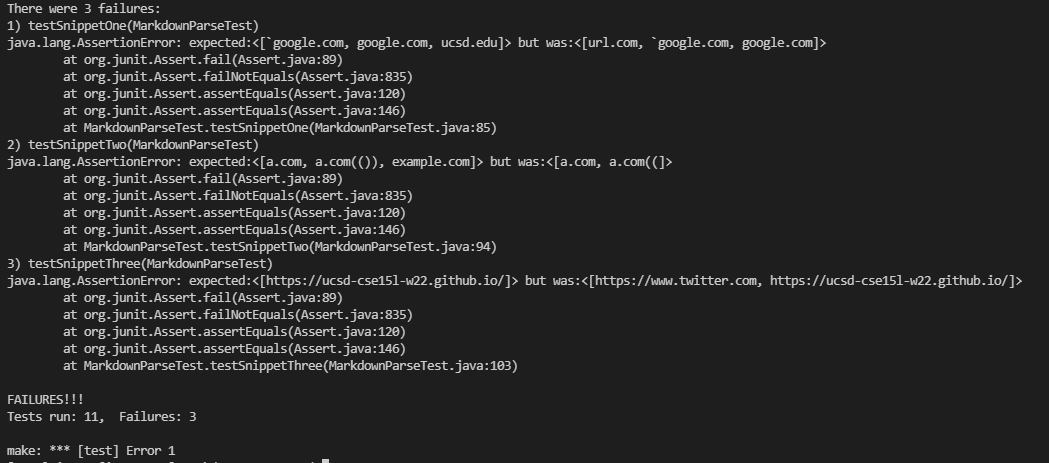 There were 3 failures:
1) testSnippetOne(MarkdownParseTest)
java.lang.AssertionError: expected:<[`google.com, google.com, ucsd.edu]> but was:<[url.com, `google.com, google.com]>
        at org.junit.Assert.fail(Assert.java:89)
        at org.junit.Assert.failNotEquals(Assert.java:835)
        at org.junit.Assert.assertEquals(Assert.java:120)
        at org.junit.Assert.assertEquals(Assert.java:146)
        at MarkdownParseTest.testSnippetOne(MarkdownParseTest.java:85)
2) testSnippetTwo(MarkdownParseTest)
java.lang.AssertionError: expected:<[a.com, a.com(()), example.com]> but was:<[a.com, a.com((]>
        at org.junit.Assert.fail(Assert.java:89)
        at org.junit.Assert.failNotEquals(Assert.java:835)
        at org.junit.Assert.assertEquals(Assert.java:120)
        at org.junit.Assert.assertEquals(Assert.java:146)
        at MarkdownParseTest.testSnippetTwo(MarkdownParseTest.java:94)
3) testSnippetThree(MarkdownParseTest)
java.lang.AssertionError: expected:<[https://ucsd-cse15l-w22.github.io/]> but was:<[https://www.twitter.com, https://ucsd-cse15l-w22.github.io/]>
        at org.junit.Assert.fail(Assert.java:89)
        at org.junit.Assert.failNotEquals(Assert.java:835)
        at org.junit.Assert.assertEquals(Assert.java:120)
        at org.junit.Assert.assertEquals(Assert.java:146)
        at MarkdownParseTest.testSnippetThree(MarkdownParseTest.java:103)
FAILURES!!!
Tests run: 11,  Failures: 3
make: *** [test] Error 1